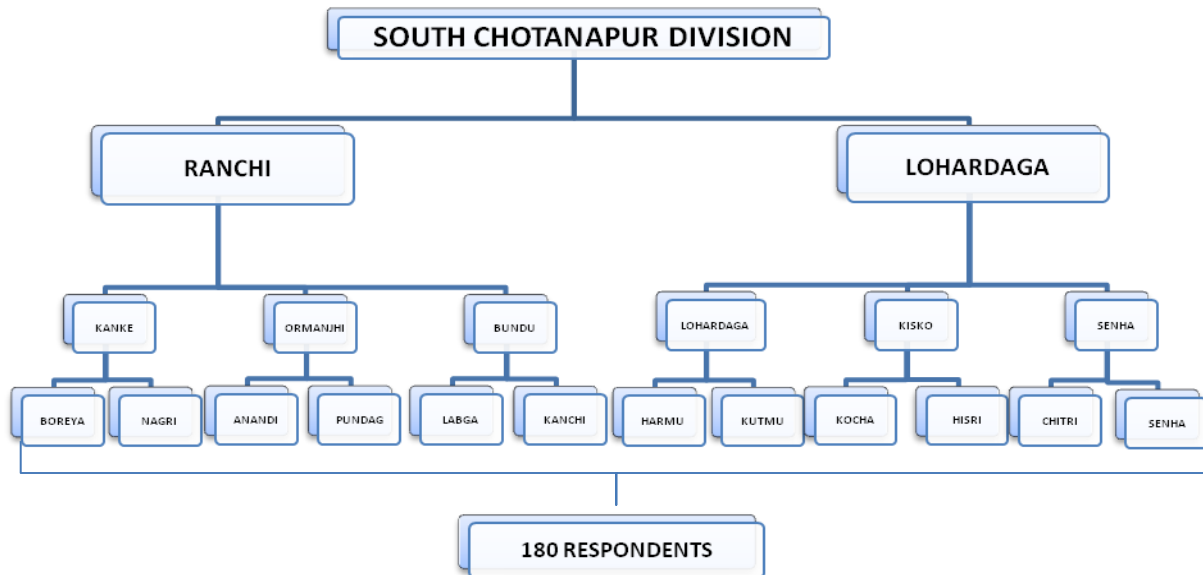 SOUTH CHOTANAPUR DIVISION
RANCHI
LOHARDAGA
KANKE
ORMANJHI
BUNDU
LOHARDAGA
KISKO
SENHA
BOREYA
NAGRI
ANANDI
PUNDAG
LABGA
KANCHI
HARMU
KUTMU
KOCHA
HISRI
CHITRI
SENHA
180 RESPONDENTS